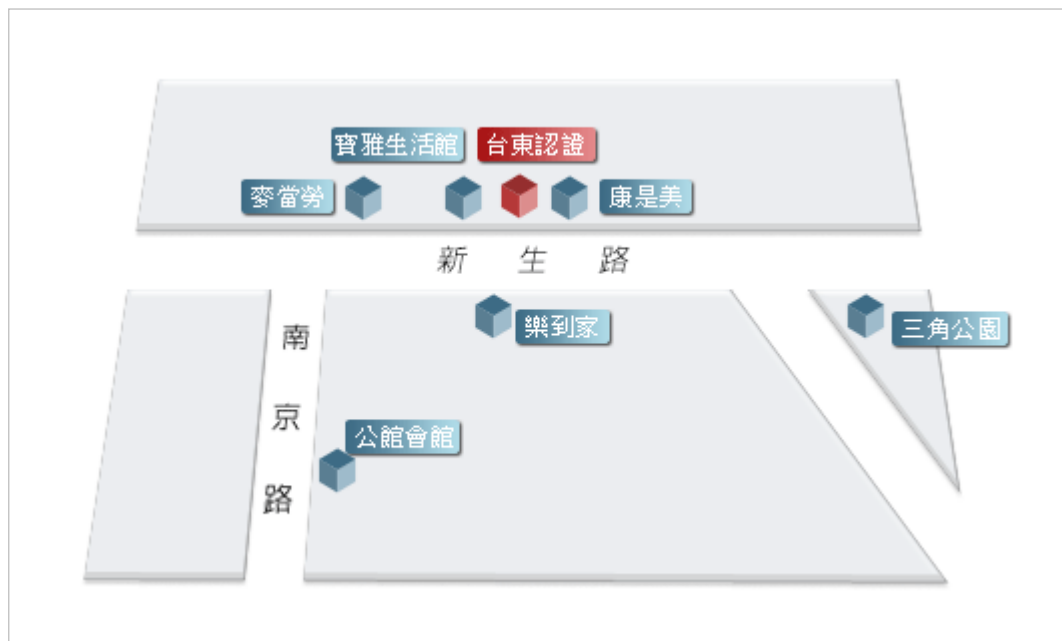 寶雅生活館
台東認證
麥當勞
康是美
新生路
樂到家
三角公園
南京路
公館會館